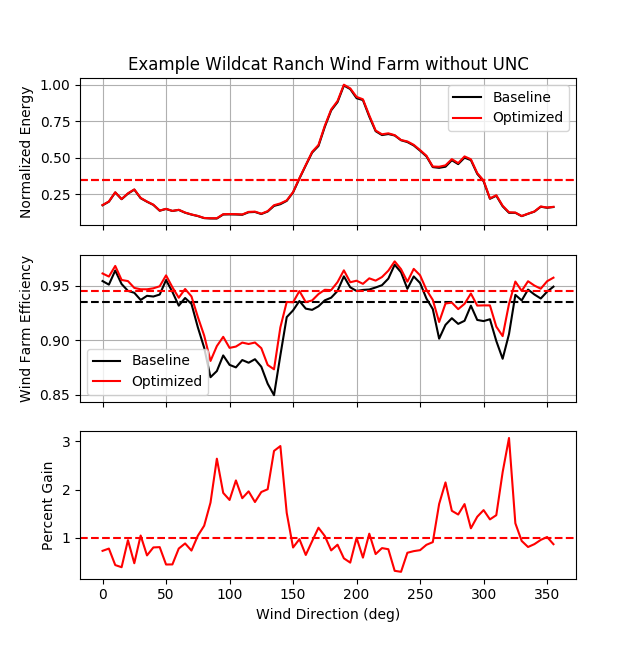 Example Wildcat Ranch Wind Farm without UNC
Normalized Energy
1.00
0.75
0.50
0.25
Baseline
Optimized
Wind Farm Efficiency
0.95
0.90
0.85
Baseline
Optimized
Percent Gain
3
2
1
0 50 100 150 200 250 300 350
Wind Direction (deg)